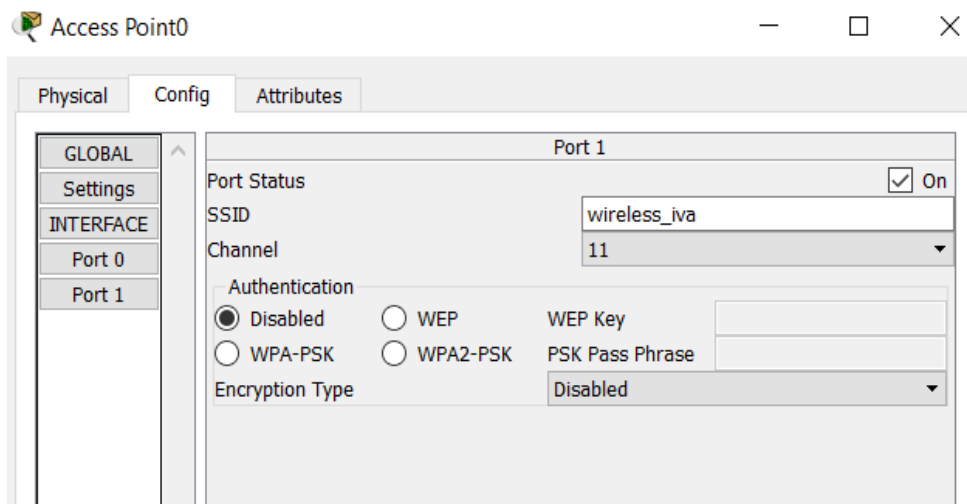 Access Point0
Physical Config Attributes
GLOBAL
Settings
INTERFACE
Port 0
Port 1
Port 1
Port Status On
SSID wireless_iva
Channel 11
Authentication
Disabled WEP WEP Key
WPA-PSK WPA2-PSK PSK Pass Phrase
Encryption Type Disabled